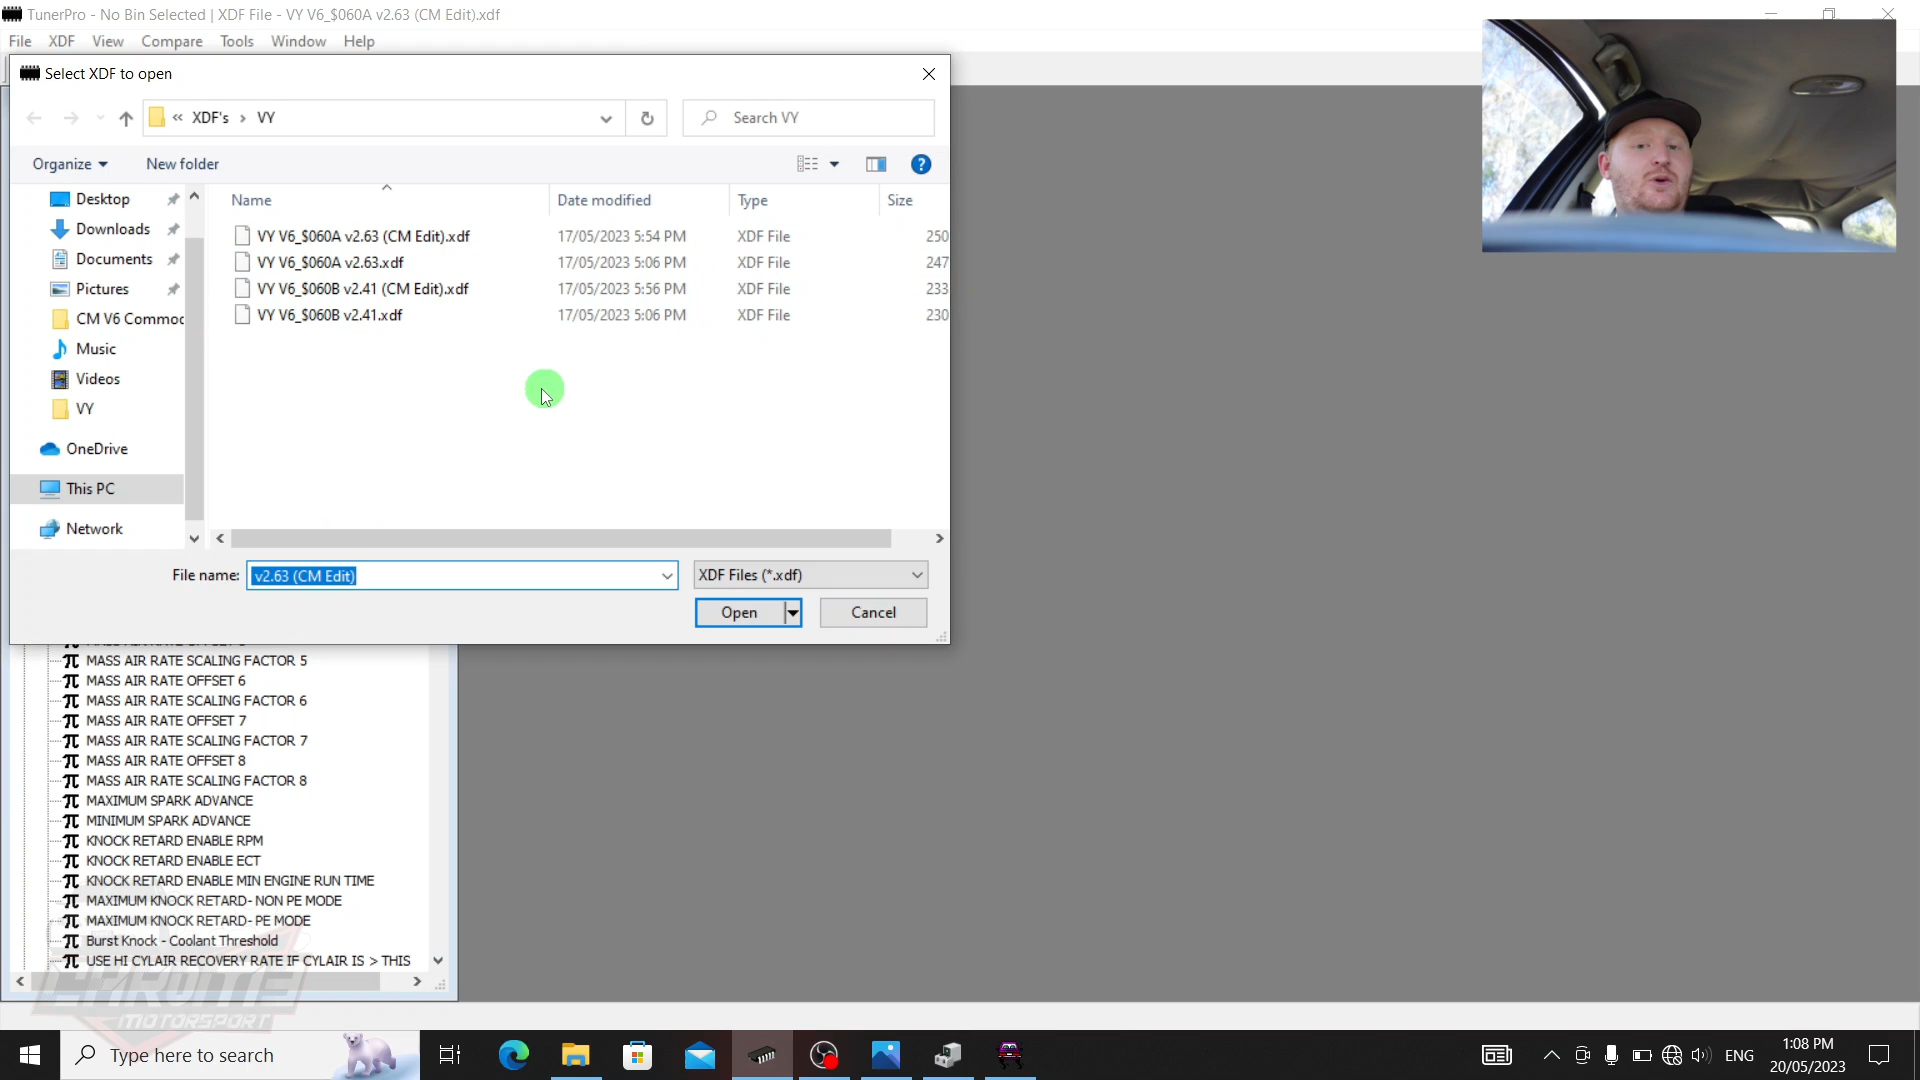 TunerPro - No Bin Selected | XDF File - VY V6_$060A v2.63 (CM Edit).xdf
File XDF View Compare Tools Window Help
Select XDF to open
« XDF's › VY
Search VY
Organize
New folder
Desktop
Downloads
Documents
Pictures
CM V6 Commoc
Music
Videos
VY
OneDrive
This PC
Network
Name Date modified Type Size
VY V6_$060A v2.63 (CM Edit).xdf 17/05/2023 5:54 PM XDF File 250
VY V6_$060A v2.63.xdf 17/05/2023 5:06 PM XDF File 247
VY V6_$060B v2.41 (CM Edit).xdf 17/05/2023 5:56 PM XDF File 233
VY V6_$060B v2.41.xdf 17/05/2023 5:06 PM XDF File 230
File name: v2.63 (CM Edit)
XDF Files (*.xdf)
Open
Cancel
MASS AIR RATE SCALING FACTOR 5
MASS AIR RATE OFFSET 6
MASS AIR RATE SCALING FACTOR 6
MASS AIR RATE OFFSET 7
MASS AIR RATE SCALING FACTOR 7
MASS AIR RATE OFFSET 8
MASS AIR RATE SCALING FACTOR 8
MAXIMUM SPARK ADVANCE
MINIMUM SPARK ADVANCE
KNOCK RETARD ENABLE RPM
KNOCK RETARD ENABLE ECT
KNOCK RETARD ENABLE MIN ENGINE RUN TIME
MAXIMUM KNOCK RETARD- NON PE MODE
MAXIMUM KNOCK RETARD- PE MODE
Burst Knock - Coolant Threshold
USE HI CYLAIR RECOVERY RATE IF CYLAIR IS > THIS
MOTORSPORT
Type here to search
ENG
1:08 PM
20/05/2023